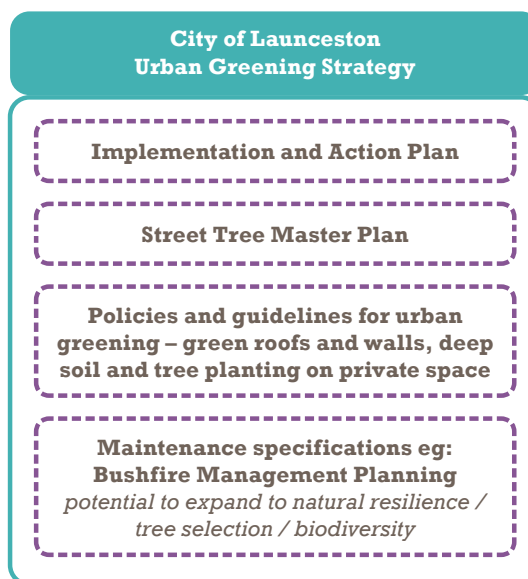 City of Launceston
Urban Greening Strategy
Implementation and Action Plan
Street Tree Master Plan
Policies and guidelines for urban
greening – green roofs and walls, deep
soil and tree planting on private space
Maintenance specifications eg:
Bushfire Management Planning
potential to expand to natural resilience /
tree selection / biodiversity